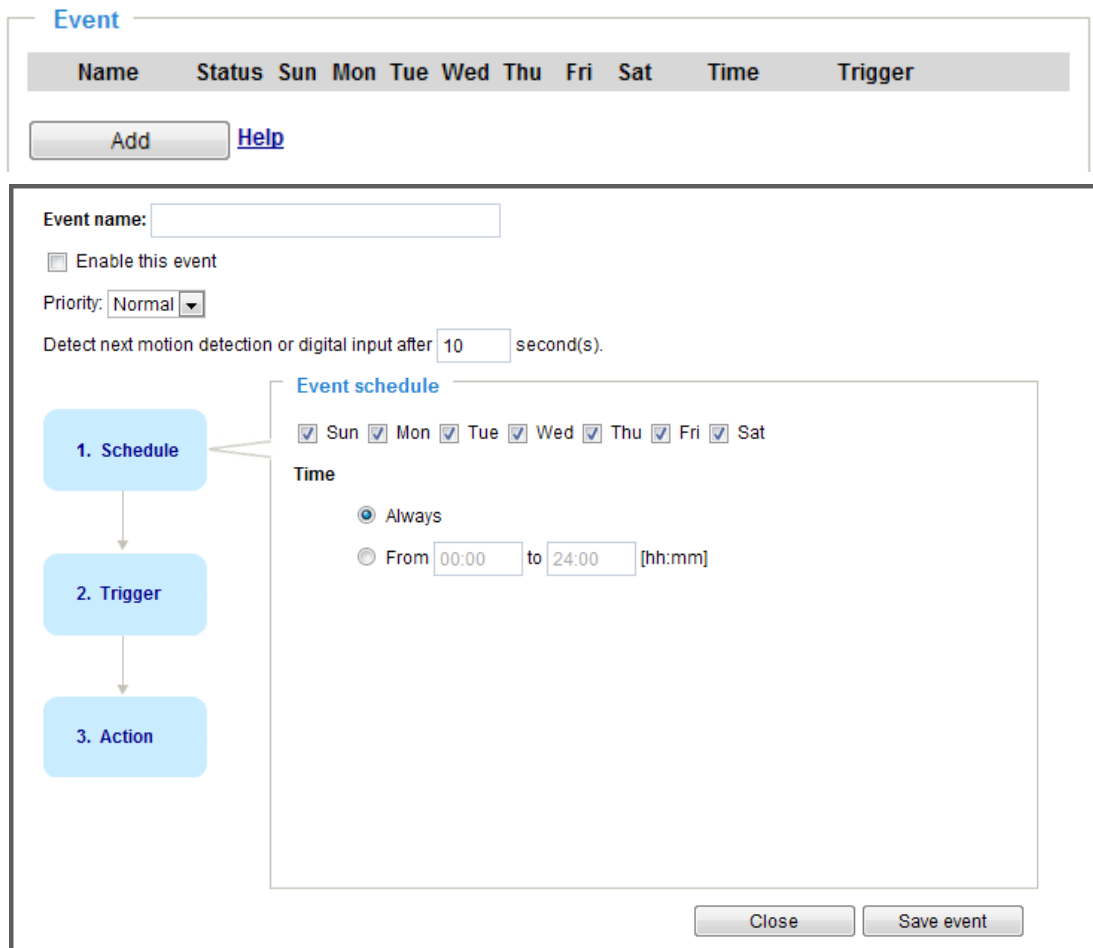 Event
Name Status Sun Mon Tue Wed Thu Fri Sat Time Trigger
Add Help
Event name:
Enable this event
Priority: Normal
Detect next motion detection or digital input after 10 second(s).
Event schedule
1. Schedule
Sun Mon Tue Wed Thu Fri Sat
Time
Always
From 00:00 to 24:00 [hh:mm]
2. Trigger
3. Action
Close Save event